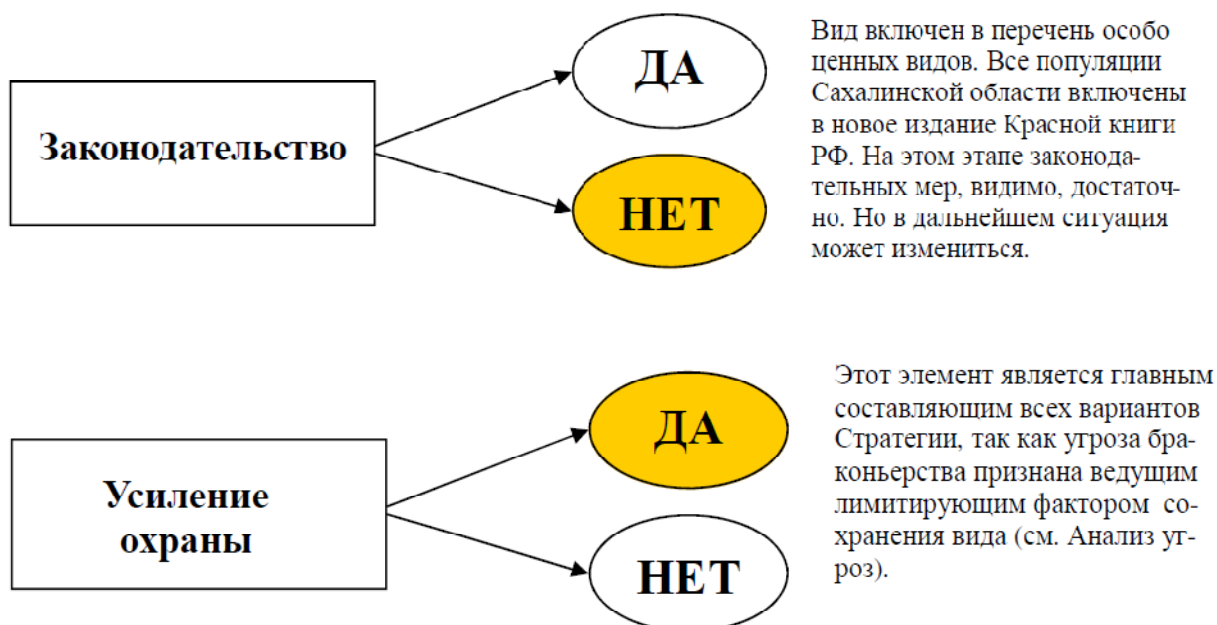 Законодательство
ДА
НЕТ
Вид включен в перечень особо
ценных видов. Все популяции
Сахалинской области включены
в новое издание Красной книги
РФ. На этом этапе законода-
тельных мер, видимо, достаточ-
но. Но в дальнейшем ситуация
может измениться.
Усиление
охраны
ДА
НЕТ
Этот элемент является главным
составляющим всех вариантов
Стратегии, так как угроза бра-
коньерства признана ведущим
лимитирующим фактором со-
хранения вида (см. Анализ уг-
роз).